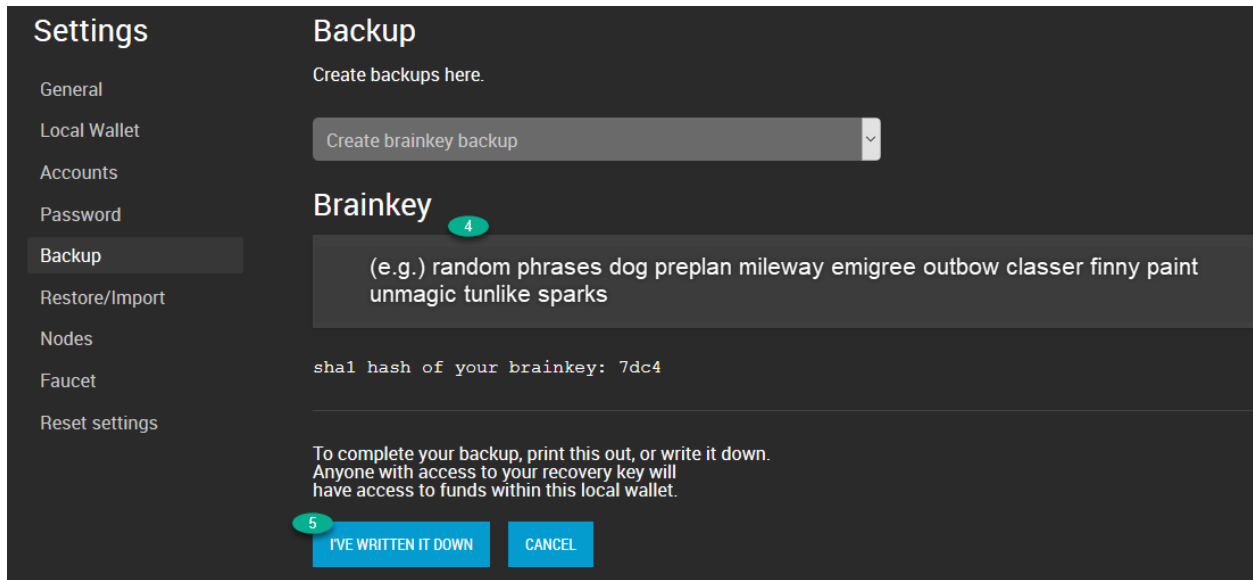 Settings
General
Local Wallet
Accounts
Password
Backup
Restore/Import
Nodes
Faucet
Reset settings
Backup
Create backups here.
Create brainkey backup
Brainkey
4
(e.g.) random phrases dog preplan mileway emigree outbow classer finny paint
unmagic tunlike sparks
sha1 hash of your brainkey: 7dc4
To complete your backup, print this out, or write it down.
Anyone with access to your recovery key will
have access to funds within this local wallet.
5
I'VE WRITTEN IT DOWN
CANCEL